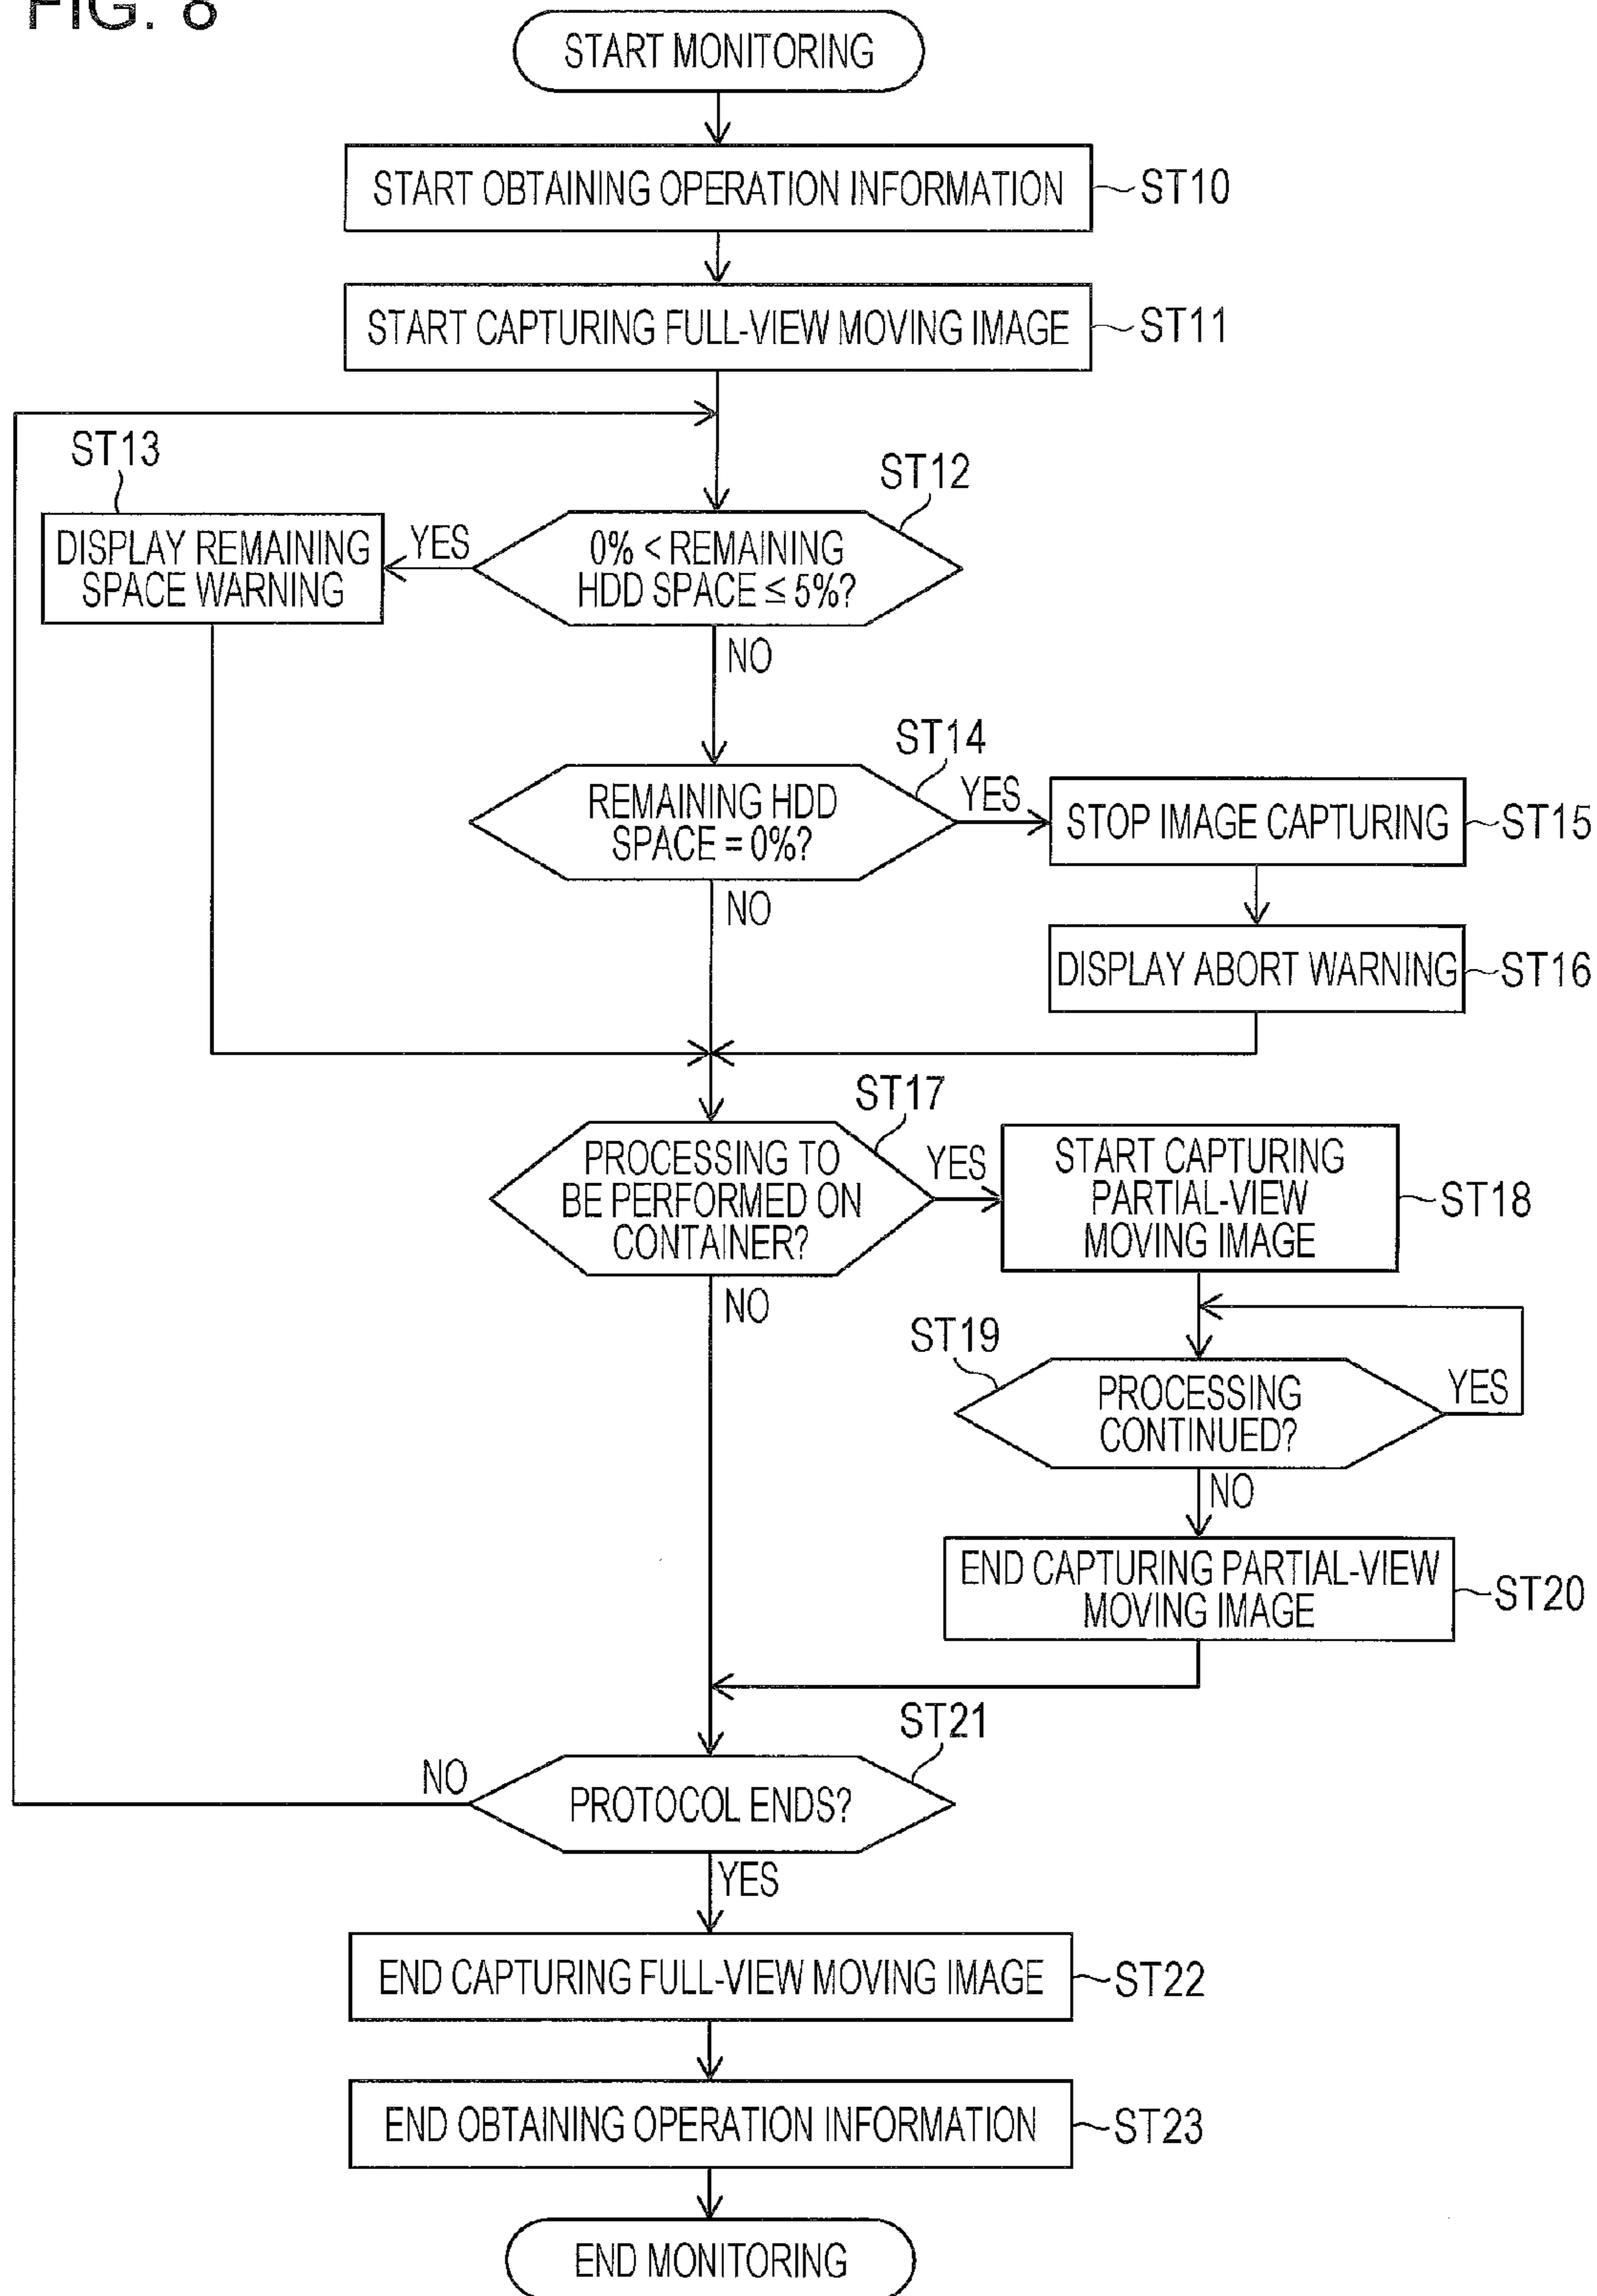 FIG. 8
START MONITORING
START OBTAINING OPERATION INFORMATION
ST10
START CAPTURING FULL-VIEW MOVING IMAGE
ST11
ST13
ST12
DISPLAY REMAINING
SPACE WARNING
YES
0% < REMAINING
HDD SPACE ≤ 5%?
NO
ST14
REMAINING HDD
SPACE = 0%?
YES
STOP IMAGE CAPTURING
ST15
NO
DISPLAY ABORT WARNING
ST16
ST17
PROCESSING TO
BE PERFORMED ON
CONTAINER?
YES
START CAPTURING
PARTIAL-VIEW
MOVING IMAGE
ST18
NO
ST19
PROCESSING
CONTINUED?
YES
NO
END CAPTURING PARTIAL-VIEW
MOVING IMAGE
ST20
ST21
NO
PROTOCOL ENDS?
YES
END CAPTURING FULL-VIEW MOVING IMAGE
ST22
END OBTAINING OPERATION INFORMATION
ST23
END MONITORING